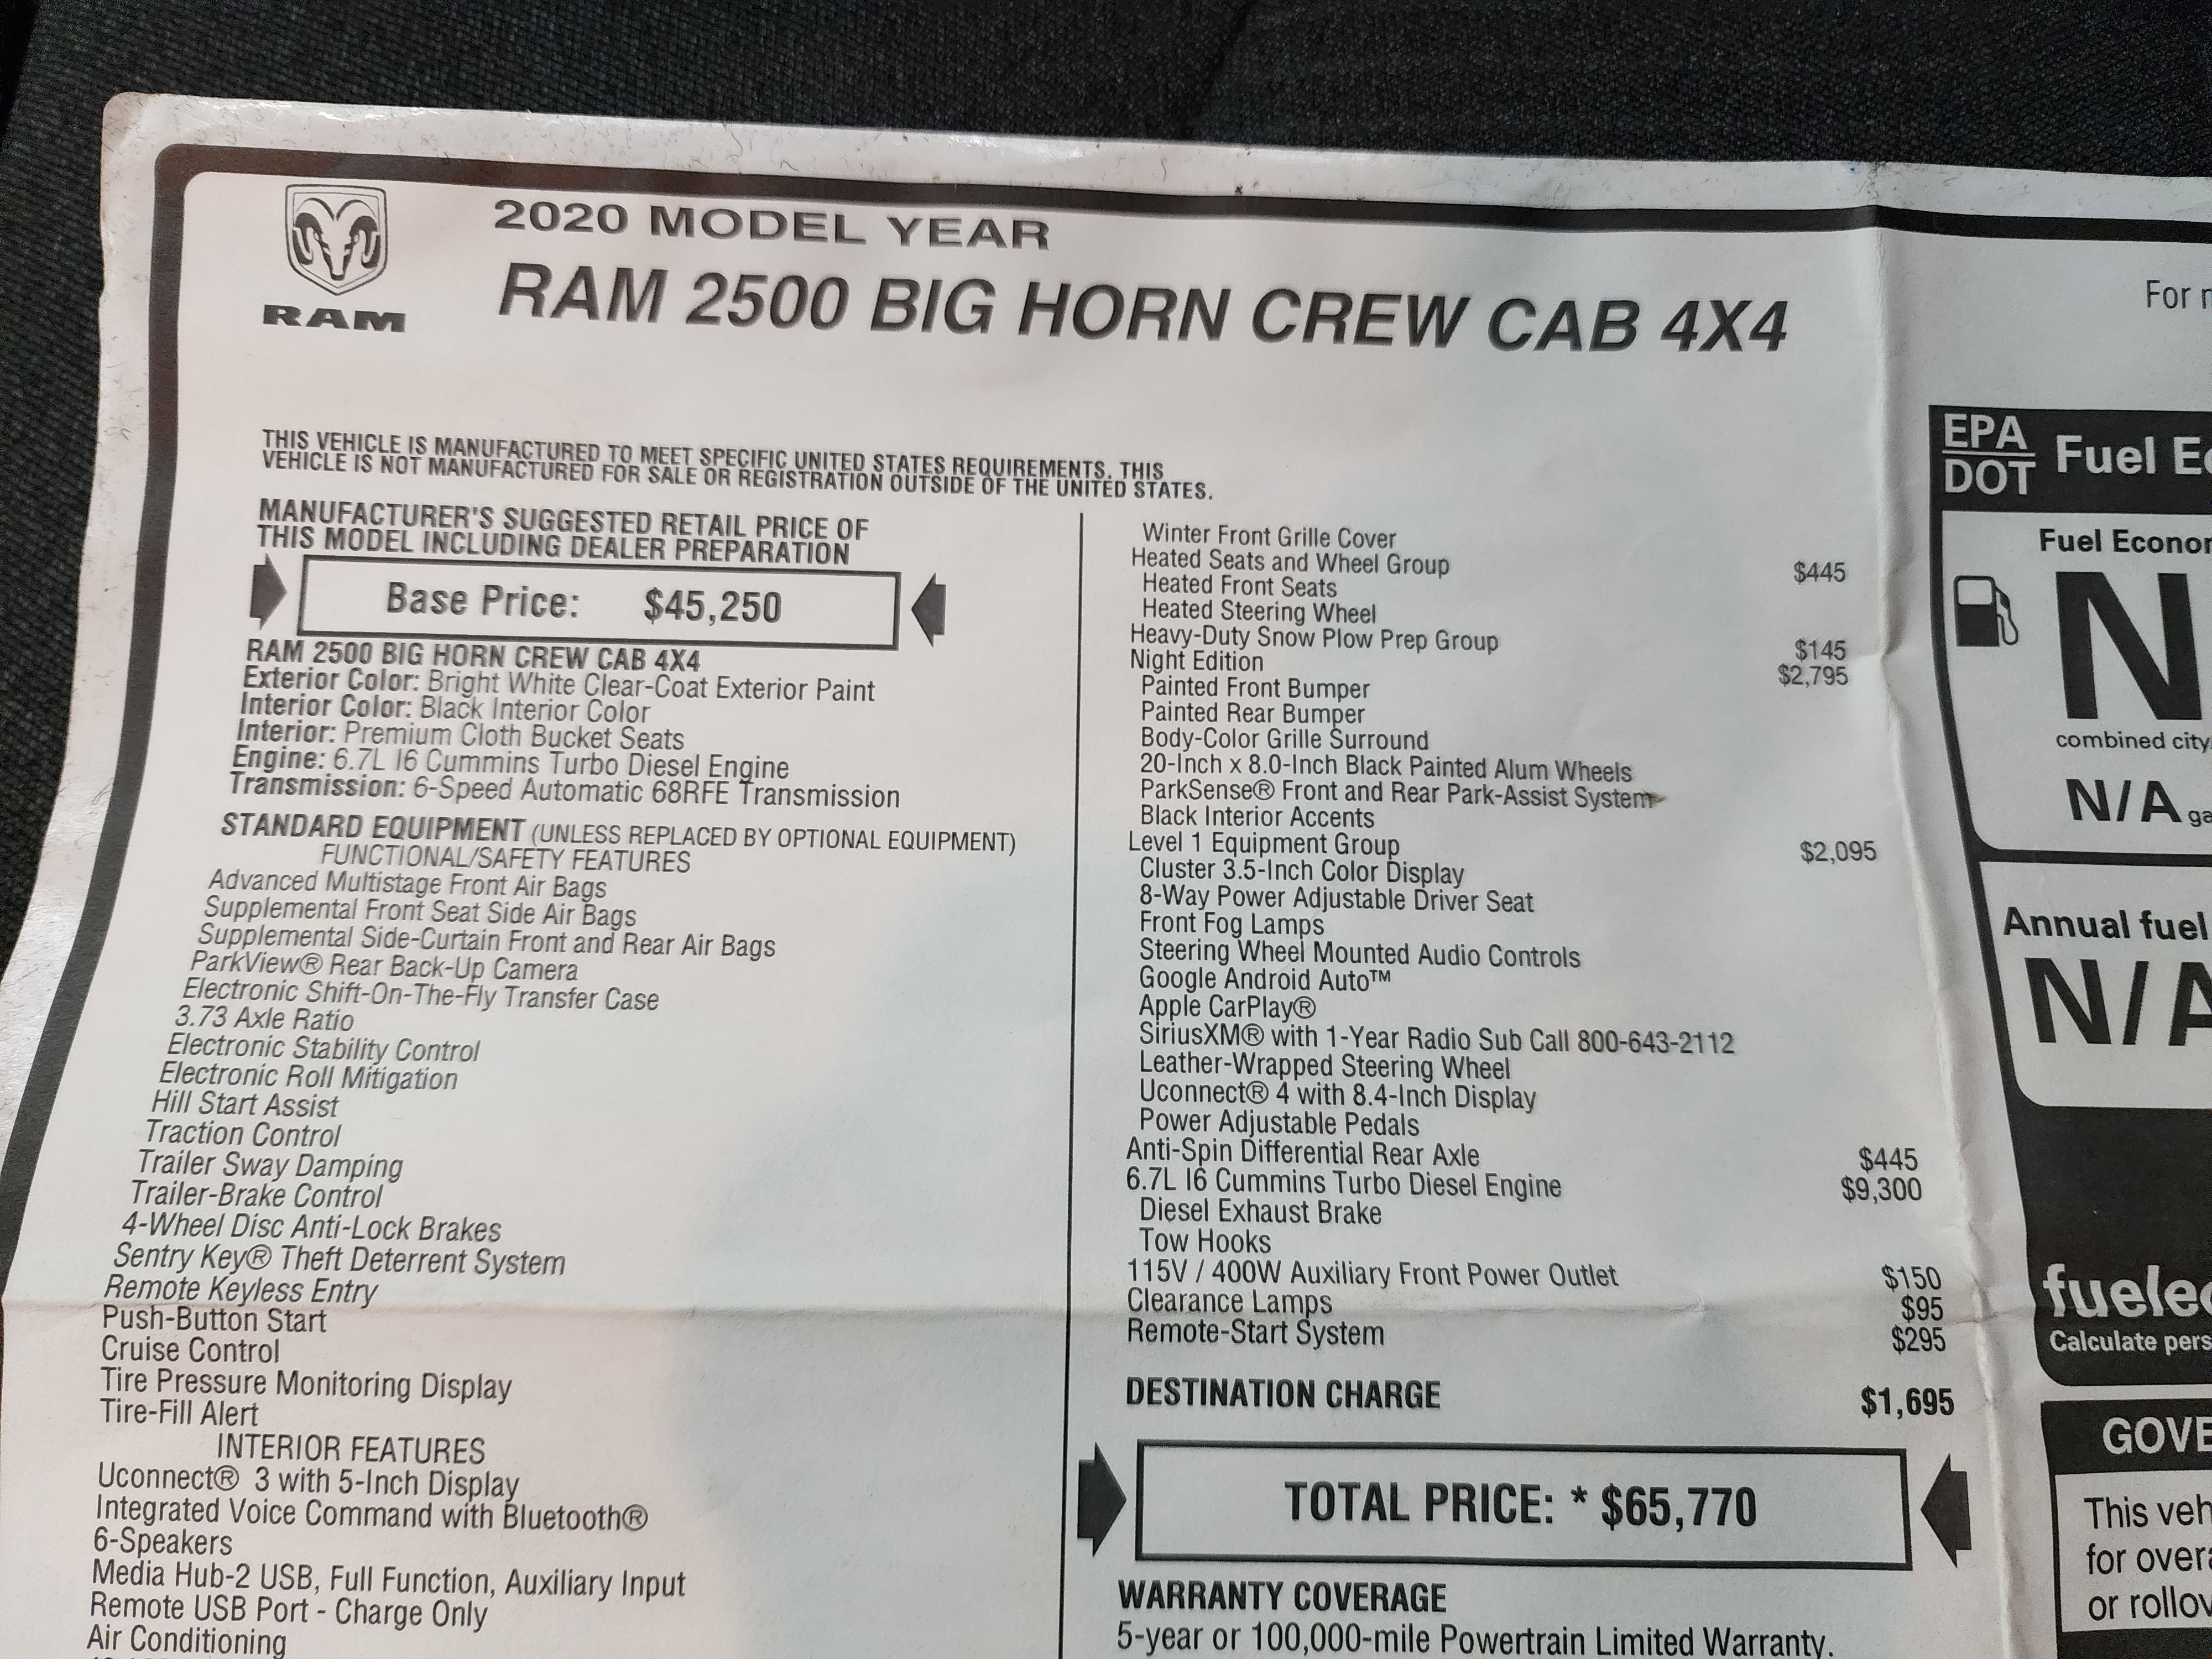 RAM
2020 MODEL YEAR
RAM 2500 BIG HORN CREW CAB 4X4
THIS VEHICLE IS MANUFACTURED TO MEET SPECIFIC UNITED STATES REQUIREMENTS. THIS
VEHICLE IS NOT MANUFACTURED FOR SALE OR REGISTRATION OUTSIDE OF THE UNITED STATES.
MANUFACTURER'S SUGGESTED RETAIL PRICE OF
THIS MODEL INCLUDING DEALER PREPARATION
Base Price: $45,250
RAM 2500 BIG HORN CREW CAB 4X4
Exterior Color: Bright White Clear-Coat Exterior Paint
Interior Color: Black Interior Color
Interior: Premium Cloth Bucket Seats
Engine: 6.7L I6 Cummins Turbo Diesel Engine
Transmission: 6-Speed Automatic 68RFE Transmission
STANDARD EQUIPMENT (UNLESS REPLACED BY OPTIONAL EQUIPMENT)
FUNCTIONAL/SAFETY FEATURES
Advanced Multistage Front Air Bags
Supplemental Front Seat Side Air Bags
Supplemental Side-Curtain Front and Rear Air Bags
ParkView® Rear Back-Up Camera
Electronic Shift-On-The-Fly Transfer Case
3.73 Axle Ratio
Electronic Stability Control
Electronic Roll Mitigation
Hill Start Assist
Traction Control
Trailer Sway Damping
Trailer-Brake Control
4-Wheel Disc Anti-Lock Brakes
Sentry Key® Theft Deterrent System
Remote Keyless Entry
Push-Button Start
Cruise Control
Tire Pressure Monitoring Display
Tire-Fill Alert
INTERIOR FEATURES
Uconnect® 3 with 5-Inch Display
Integrated Voice Command with Bluetooth®
6-Speakers
Media Hub-2 USB, Full Function, Auxiliary Input
Remote USB Port - Charge Only
Air Conditioning
Winter Front Grille Cover
Heated Seats and Wheel Group $445
Heated Front Seats
Heated Steering Wheel
Heavy-Duty Snow Plow Prep Group $145
Night Edition $2,795
Painted Front Bumper
Painted Rear Bumper
Body-Color Grille Surround
20-Inch x 8.0-Inch Black Painted Alum Wheels
ParkSense® Front and Rear Park-Assist System
Black Interior Accents
Level 1 Equipment Group $2,095
Cluster 3.5-Inch Color Display
8-Way Power Adjustable Driver Seat
Front Fog Lamps
Steering Wheel Mounted Audio Controls
Google Android Auto™
Apple CarPlay®
SiriusXM® with 1-Year Radio Sub Call 800-643-2112
Leather-Wrapped Steering Wheel
Uconnect® 4 with 8.4-Inch Display
Power Adjustable Pedals
Anti-Spin Differential Rear Axle $445
6.7L I6 Cummins Turbo Diesel Engine $9,300
Diesel Exhaust Brake
Tow Hooks
115V / 400W Auxiliary Front Power Outlet $150
Clearance Lamps $95
Remote-Start System $295
DESTINATION CHARGE $1,695
TOTAL PRICE: * $65,770
WARRANTY COVERAGE
5-year or 100,000-mile Powertrain Limited Warranty.
For
EPA
DOT
Fuel
Fuel
N
combined city
N/A
Annual fuel
N/A
Calculate
This
for
or